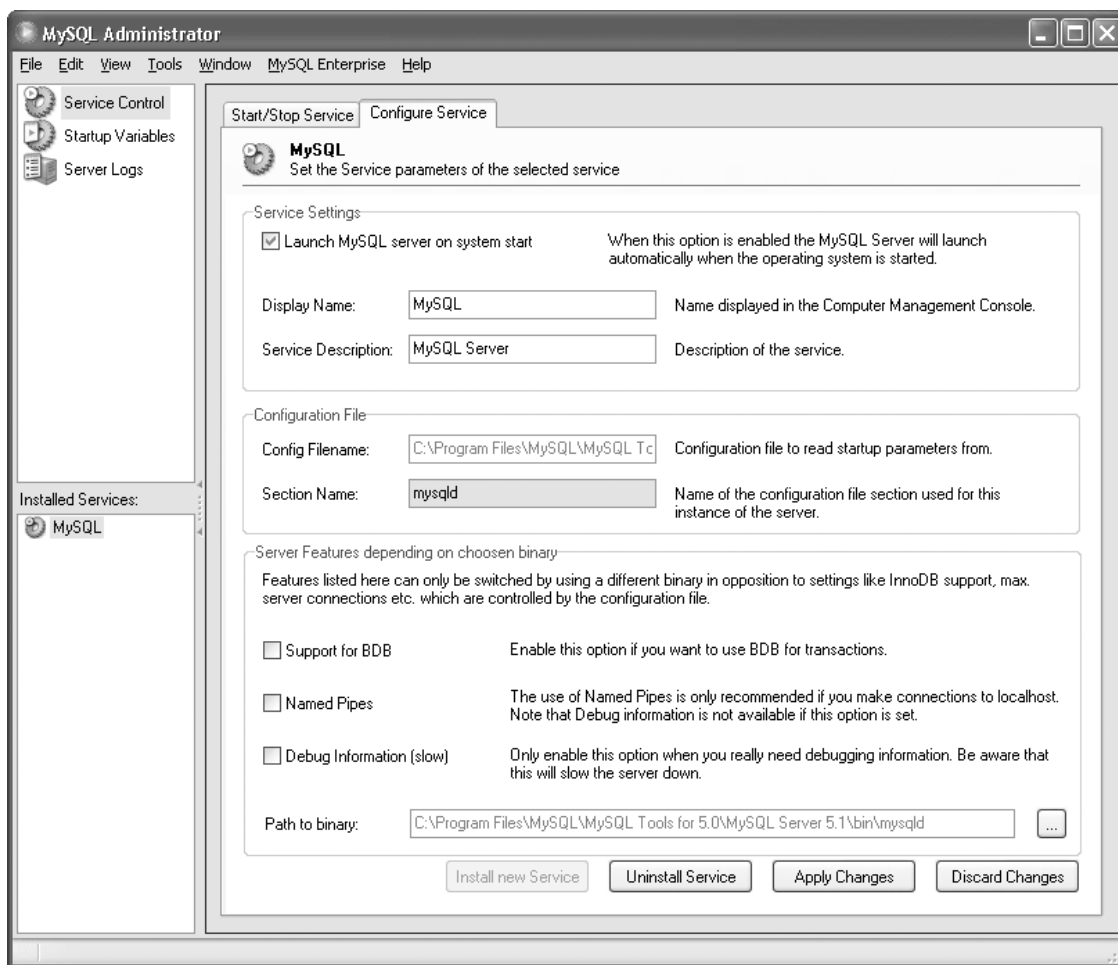 MySQL Administrator
File Edit View Tools Window MySQL Enterprise Help
Service Control
Startup Variables
Server Logs
Installed Services:
MySQL
Start/Stop Service Configure Service
MySQL
Set the Service parameters of the selected service
Service Settings
Launch MySQL server on system start When this option is enabled the MySQL Server will launch
automatically when the operating system is started.
Display Name: MySQL Name displayed in the Computer Management Console.
Service Description: MySQL Server Description of the service.
Configuration File
Config Filename: C:\Program Files\MySQL\MySQL Tc Configuration file to read startup parameters from.
Section Name: mysqld Name of the configuration file section used for this
instance of the server.
Server Features depending on choosen binary
Features listed here can only be switched by using a different binary in opposition to settings like InnoDB support, max.
server connections etc. which are controlled by the configuration file.
Support for BDB Enable this option if you want to use BDB for transactions.
Named Pipes The use of Named Pipes is only recommended if you make connections to localhost.
Note that Debug information is not available if this option is set.
Debug Information (slow) Only enable this option when you really need debugging information. Be aware that
this will slow the server down.
Path to binary: C:\Program Files\MySQL\MySQL Tools for 5.0\MySQL Server 5.1\bin\mysqld ...
Install new Service Uninstall Service Apply Changes Discard Changes